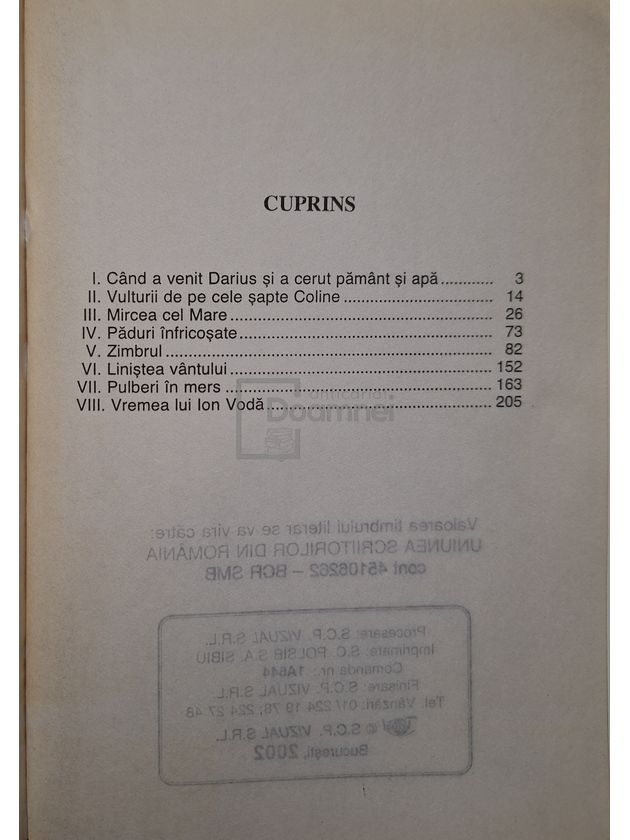 CUPRINS
I. Când a venit Darius și a cerut pământ și apă............ 3
II. Vulturii de pe cele șapte Coline................................... 14
III. Mircea cel Mare............................................................ 26
IV. Păduri înfricoșate.......................................................... 73
V. Zimbrul........................................................................... 82
VI. Liniștea vântului............................................................ 152
VII. Pulberi în mers............................................................. 163
VIII. Vremea lui Ion Vodă.................................................... 205
anticariat
Doamnei
Valoarea timbrului literar se va vira către:
UNIUNEA SCRIITORILOR DIN ROMÂNIA
cont 45106262 – BCR SMB
Procesare: S.C.P. VIZUAL S.R.L.
Imprimare: S.C. POLSIB S.A. SIBIU
Comanda nr.: 1A644
Finisare: S.C.P. VIZUAL S.R.L.
Tel. Vânzări: 01/ 224 19 78; 224 27 48
© S.C.P. VIZUAL S.R.L.
București, 2002